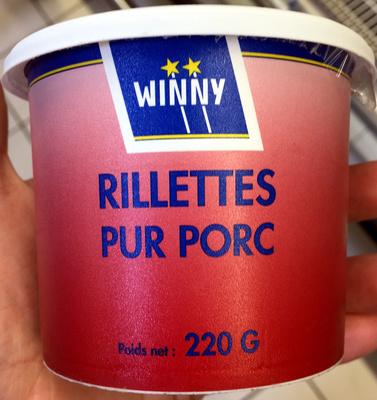 WINNY
RILLETTES
PUR PORC
Poids net : 220 G